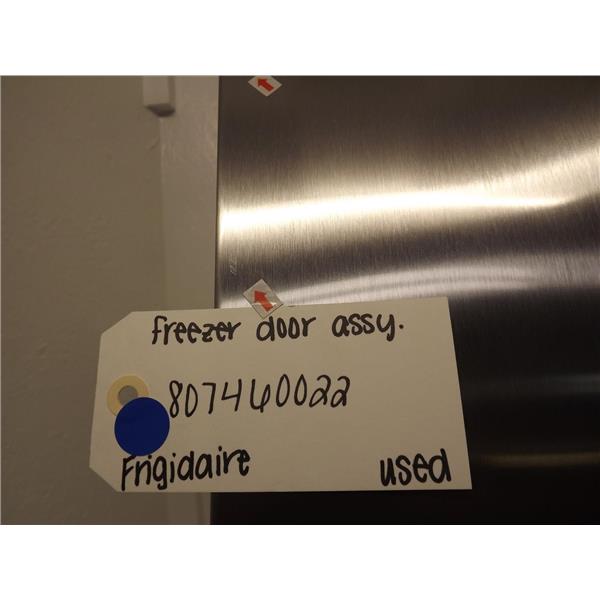 freezer door assy.
807460022
Frigidaire used